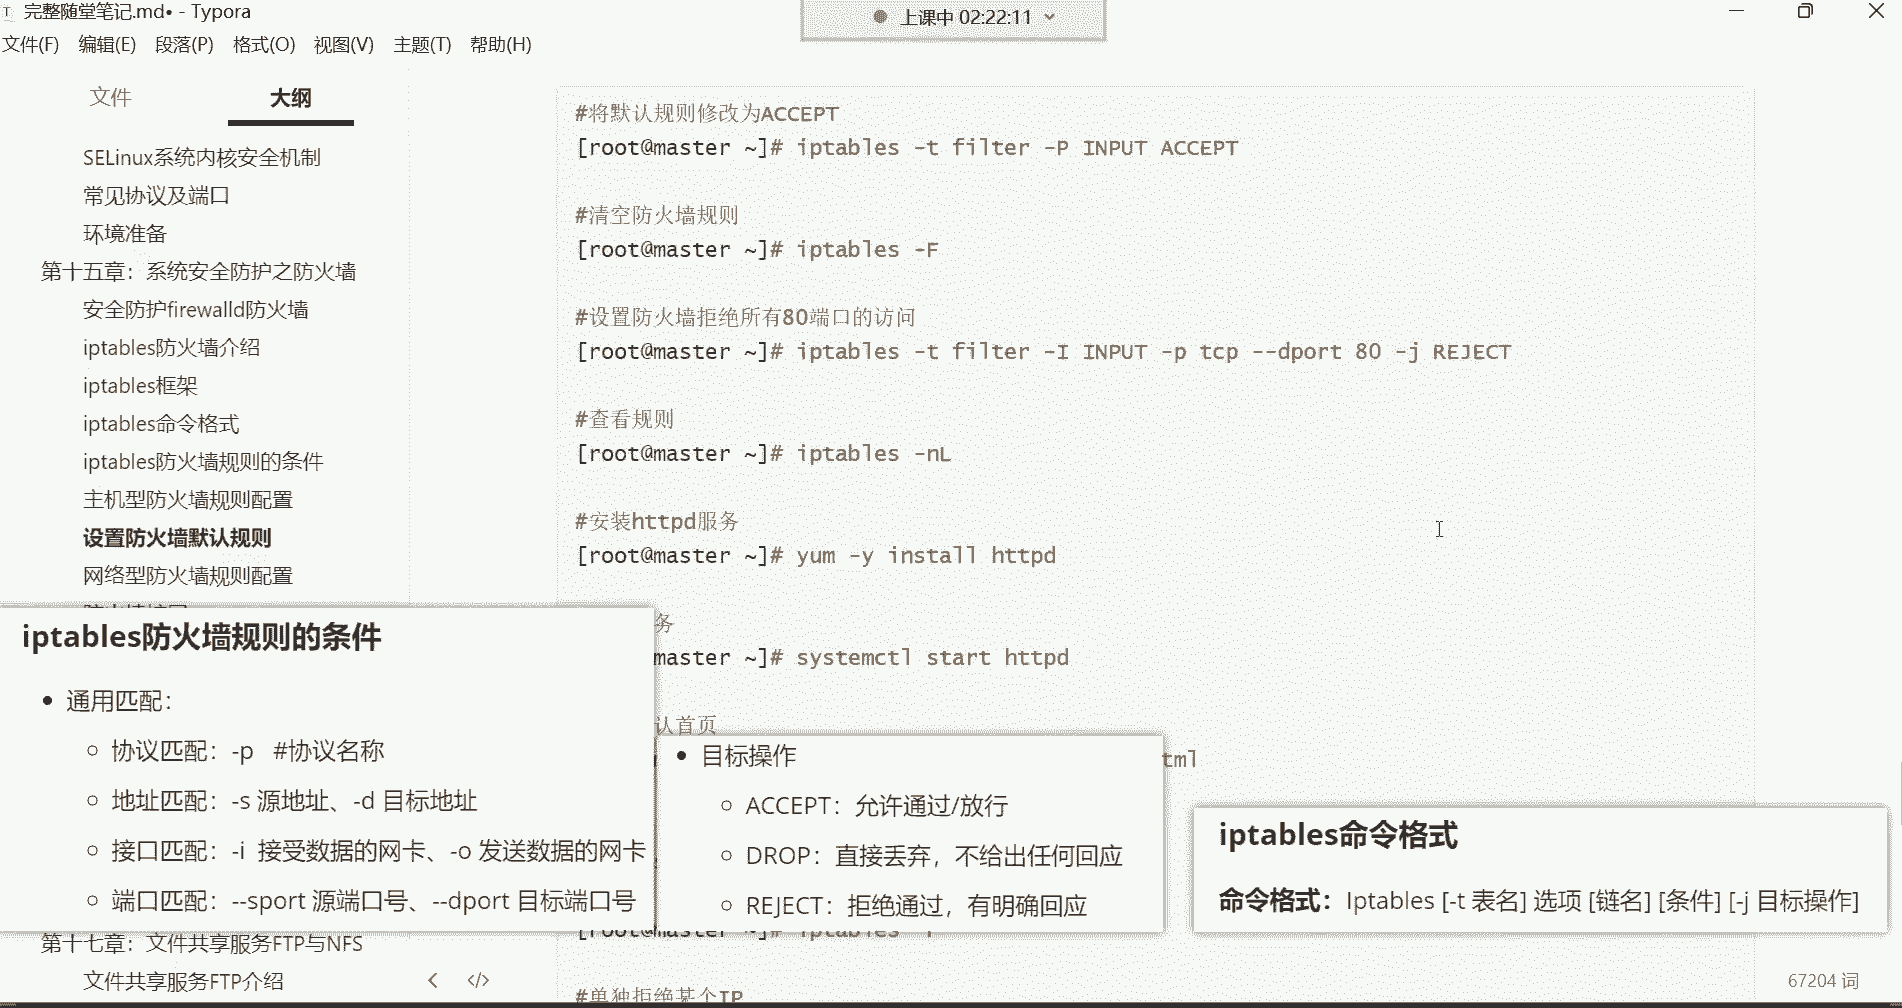 完整随堂笔记.md• - Typora
上课中 02:22:11
文件(F) 编辑(E) 段落(P) 格式(O) 视图(V) 主题(T) 帮助(H)
文件 大纲
SELinux系统内核安全机制
常见协议及端口
环境准备
第十五章：系统安全防护之防火墙
安全防护firewalld防火墙
iptables防火墙介绍
iptables框架
iptables命令格式
iptables防火墙规则的条件
主机型防火墙规则配置
设置防火墙默认规则
网络型防火墙规则配置
第十七章：文件共享服务FTP与NFS
文件共享服务FTP介绍
#将默认规则修改为ACCEPT
[root@master ~]# iptables -t filter -P INPUT ACCEPT
#清空防火墙规则
[root@master ~]# iptables -F
#设置防火墙拒绝所有80端口的访问
[root@master ~]# iptables -t filter -I INPUT -p tcp --dport 80 -j REJECT
#查看规则
[root@master ~]# iptables -nL
#安装httpd服务
[root@master ~]# yum -y install httpd
务
master ~]# systemctl start httpd
认首页
tml
#单独拒绝某个IP
iptables防火墙规则的条件
• 通用匹配：
○ 协议匹配：-p #协议名称
○ 地址匹配：-s 源地址、-d 目标地址
○ 接口匹配：-i 接受数据的网卡、-o 发送数据的网卡
○ 端口匹配：--sport 源端口号、--dport 目标端口号
• 目标操作
○ ACCEPT：允许通过/放行
○ DROP：直接丢弃，不给出任何回应
○ REJECT：拒绝通过，有明确回应
iptables命令格式
命令格式：Iptables [-t 表名] 选项 [链名] [条件] [-j 目标操作]
67204 词